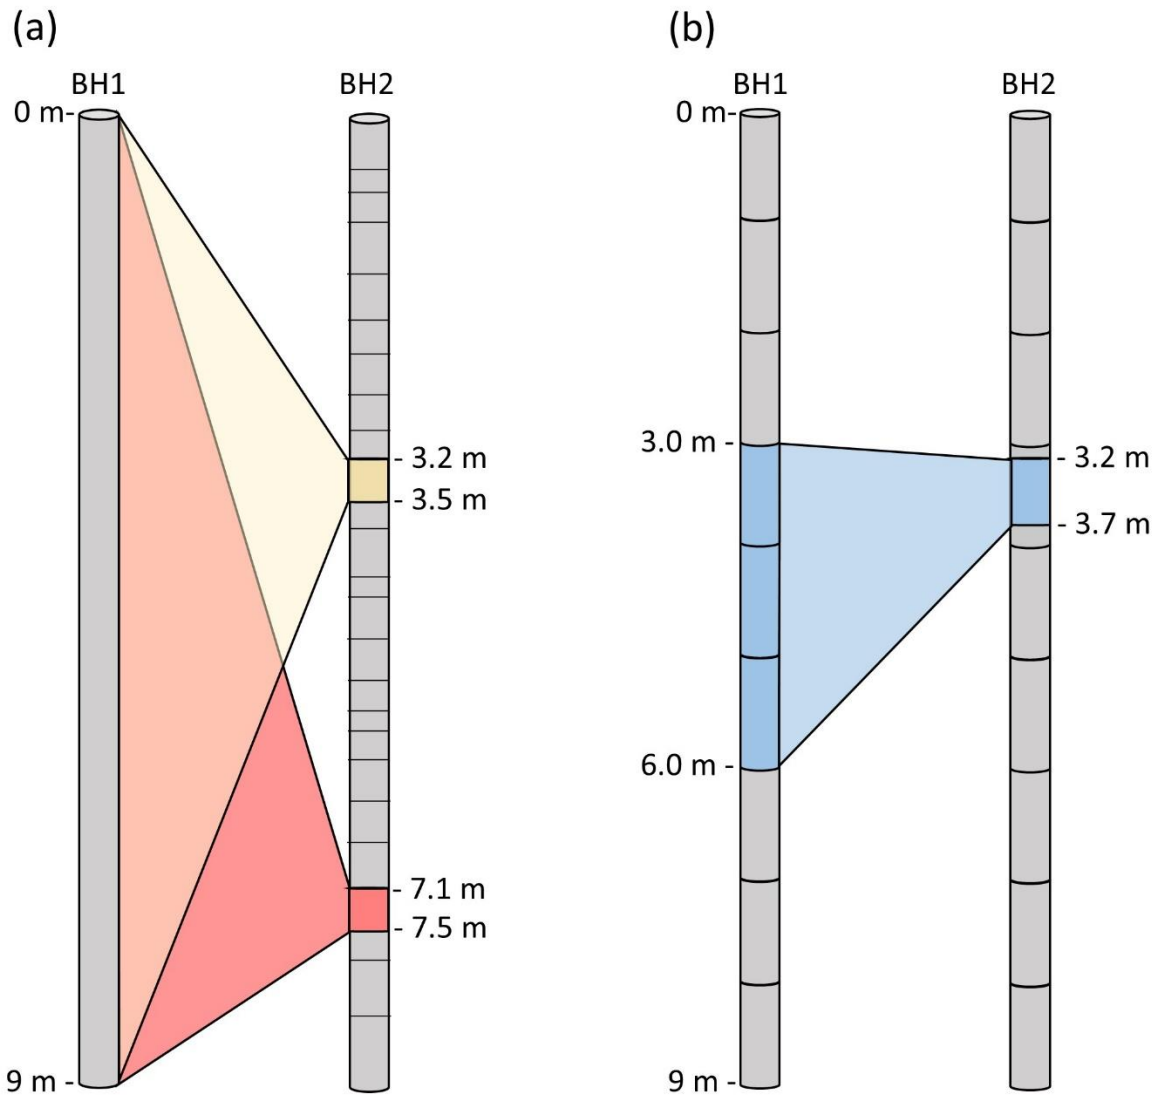 (a)
BH1
BH2
0 m-
- 3.2 m
- 3.5 m
- 7.1 m
- 7.5 m
9 m -
(b)
BH1
BH2
0 m-
3.0 m -
- 3.2 m
- 3.7 m
6.0 m -
9 m -